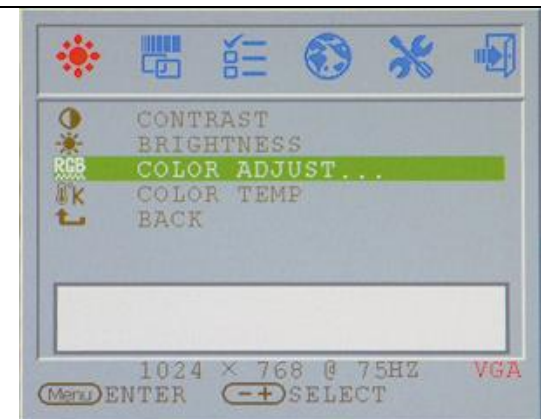 CONTRAST
BRIGHTNESS
RGB COLOR ADJUST...
K COLOR TEMP
BACK
1024 × 768 @ 75HZ VGA
Menu ENTER - + SELECT